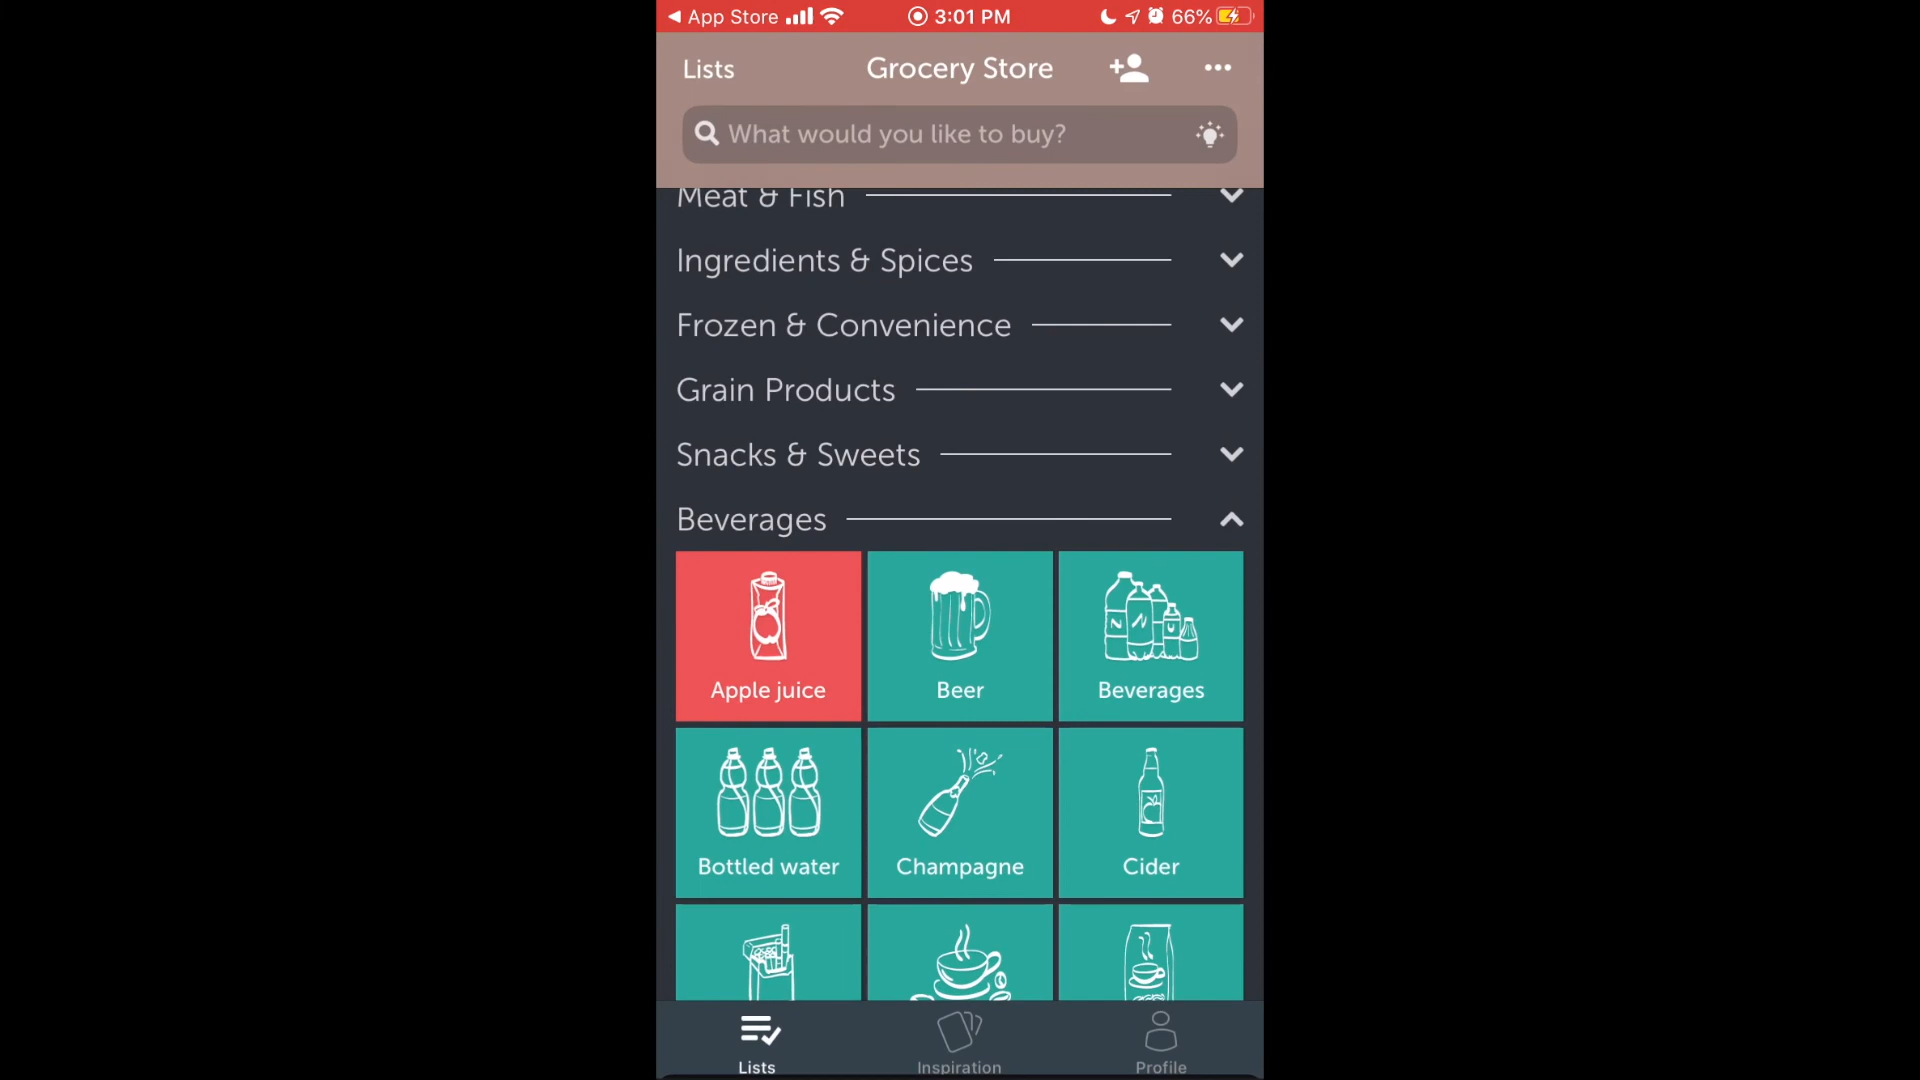 App Store 3:01 PM 66%
Lists Grocery Store
What would you like to buy?
Meat & Fish
Ingredients & Spices
Frozen & Convenience
Grain Products
Snacks & Sweets
Beverages
Apple juice Beer Beverages
Bottled water Champagne Cider
Lists Inspiration Profile